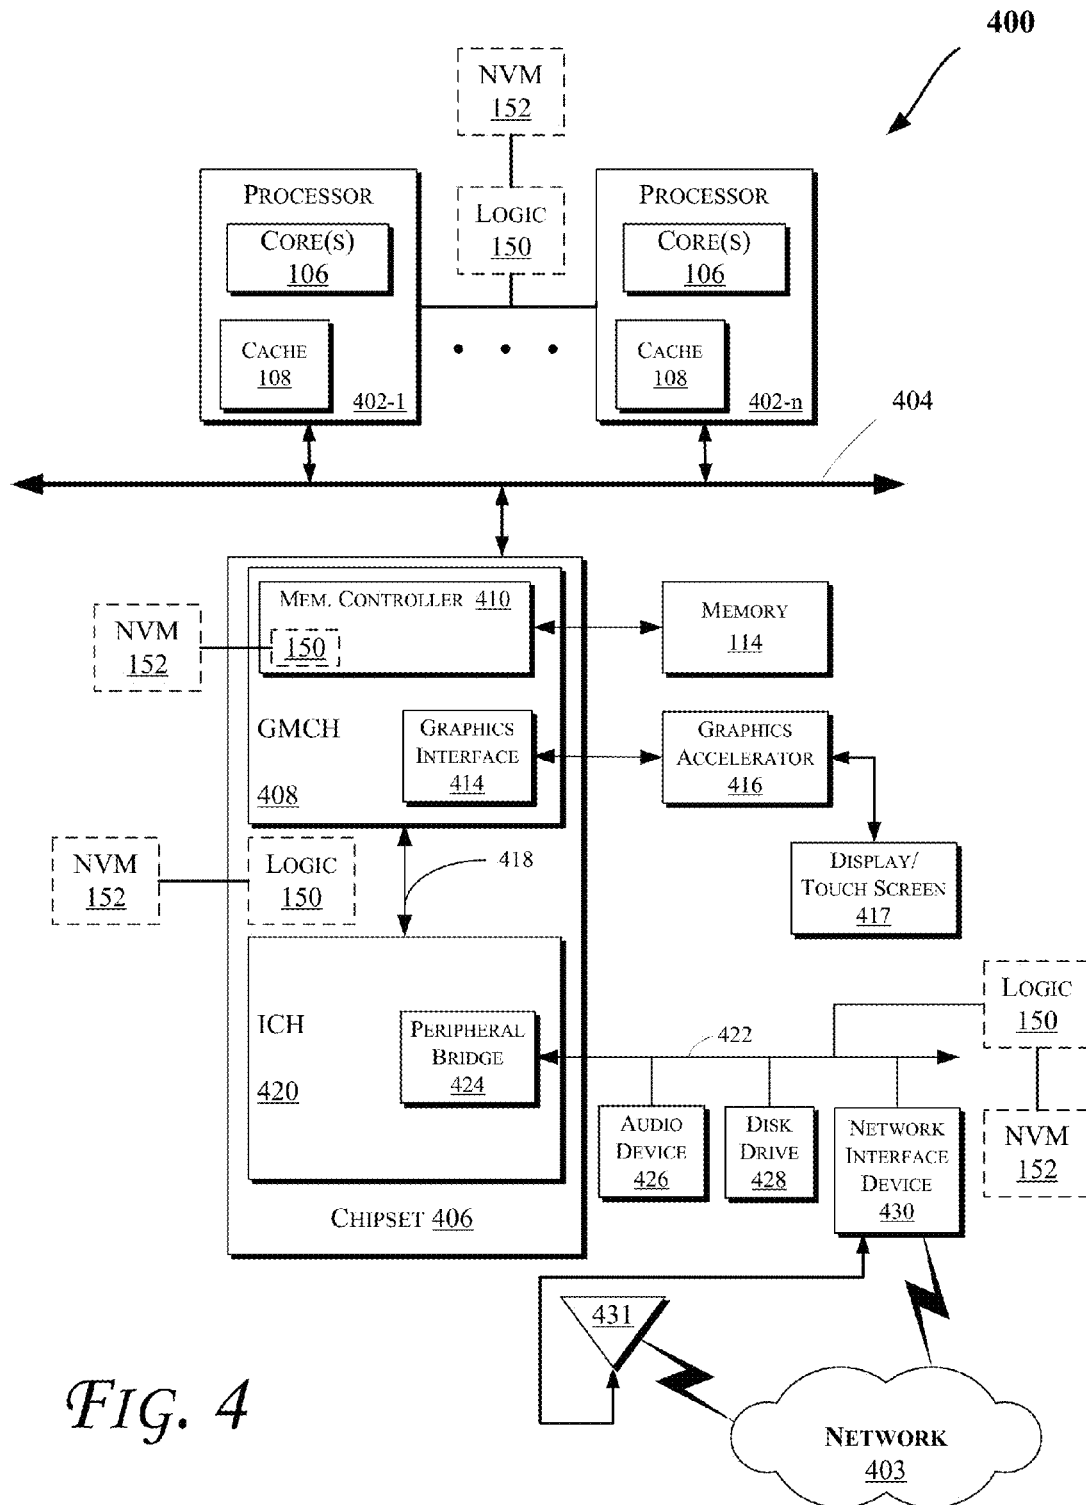 400
NVM
152
PROCESSOR
CORE(S)
106
CACHE
108
402-1
LOGIC
150
PROCESSOR
CORE(S)
106
CACHE
108
402-n
404
MEM. CONTROLLER 410
150
NVM
152
MEMORY
114
GMCH
408
GRAPHICS
INTERFACE
414
GRAPHICS
ACCELERATOR
416
NVM
152
LOGIC
150
418
DISPLAY/
TOUCH SCREEN
417
ICH
420
PERIPHERAL
BRIDGE
424
422
LOGIC
150
AUDIO
DEVICE
426
DISK
DRIVE
428
NETWORK
INTERFACE
DEVICE
430
NVM
152
CHIPSET 406
431
NETWORK
403
FIG. 4